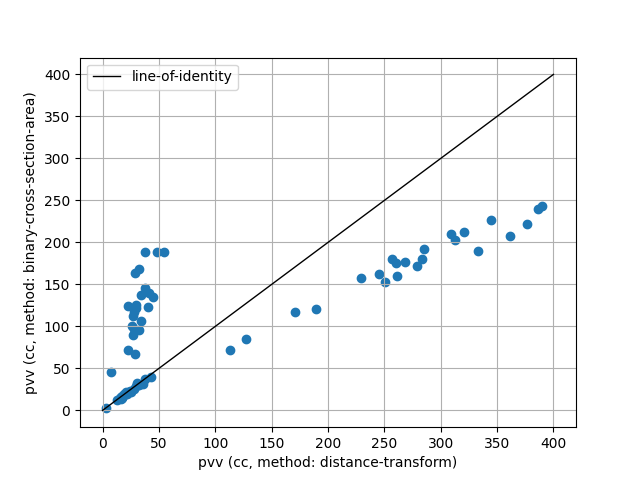 line-of-identity
400
350
300
250
200
150
100
50
0
pvv (cc, method: binary-cross-section-area)
0 50 100 150 200 250 300 350 400
pvv (cc, method: distance-transform)